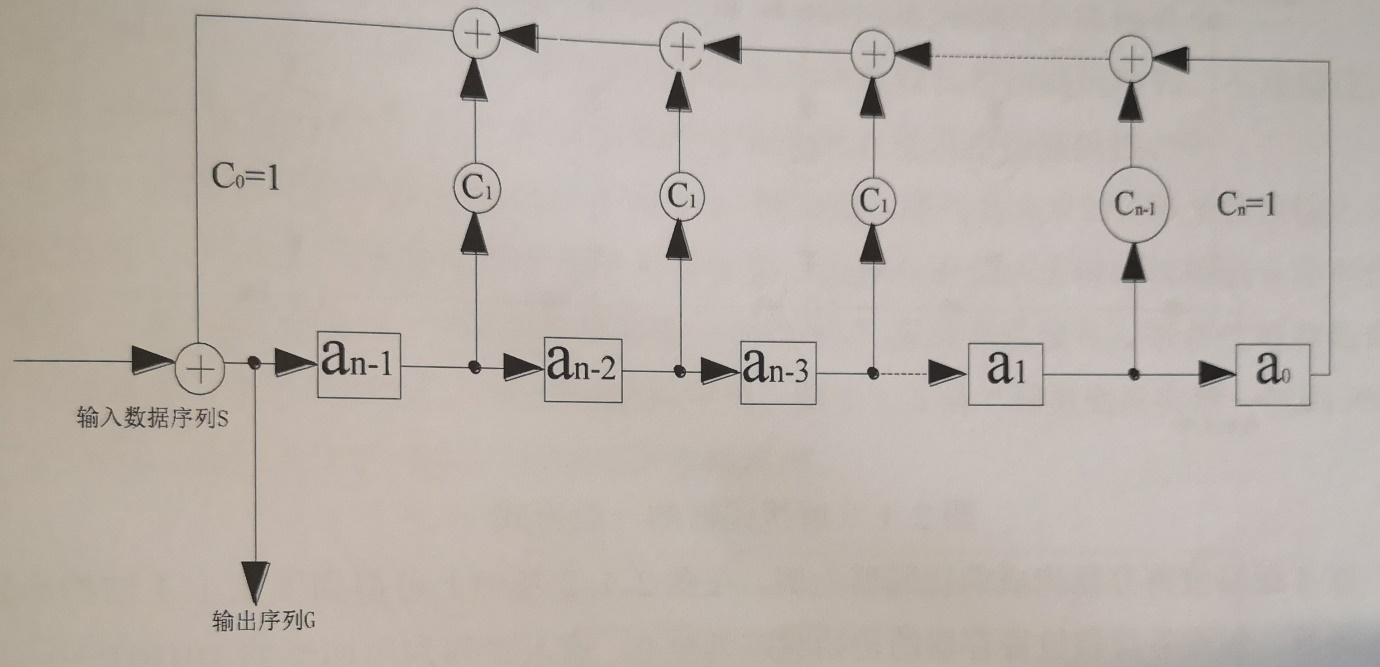 C₀=1
C₁ C₁ C₁ Cₙ₋₁ Cₙ=1
aₙ₋₁ aₙ₋₂ aₙ₋₃ a₁ a₀
输入数据序列S
输出序列G